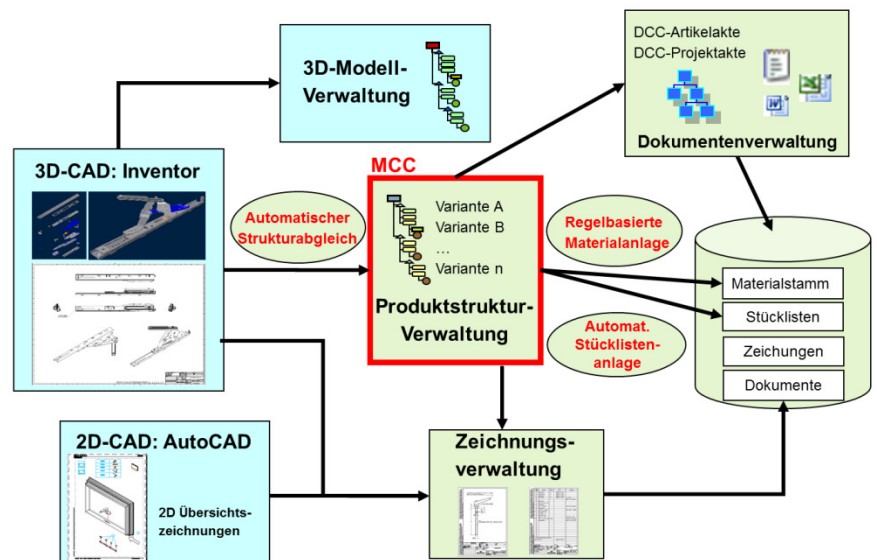 3D-Modell-
Verwaltung
DCC-Artikelakte
DCC-Projektakte
Dokumentenverwaltung
3D-CAD: Inventor
MCC
Automatischer
Strukturabgleich
Variante A
Variante B
...
Variante n
Produktstruktur-
Verwaltung
Regelbasierte
Materialanlage
Automat.
Stücklisten-
anlage
Materialstamm
Stücklisten
Zeichungen
Dokumente
2D-CAD: AutoCAD
2D Übersichts-
zeichnungen
Zeichnungs-
verwaltung